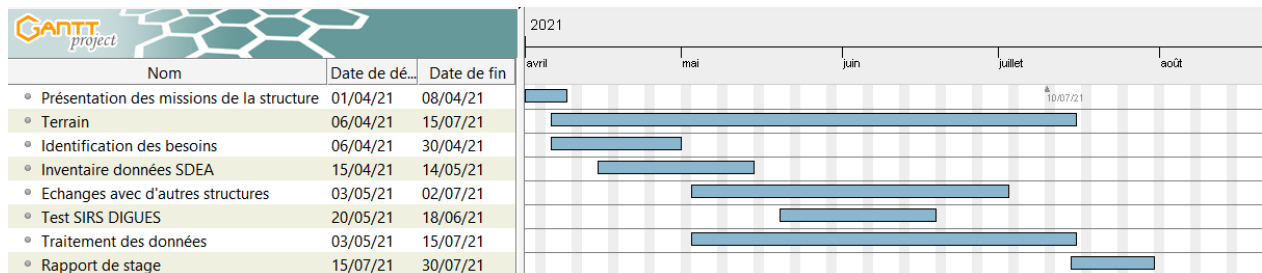 GANTT
project
2021
avril mai juin juillet août
Nom Date de dé... Date de fin
10/07/21
Présentation des missions de la structure 01/04/21 08/04/21
Terrain 06/04/21 15/07/21
Identification des besoins 06/04/21 30/04/21
Inventaire données SDEA 15/04/21 14/05/21
Echanges avec d'autres structures 03/05/21 02/07/21
Test SIRS DIGUES 20/05/21 18/06/21
Traitement des données 03/05/21 15/07/21
Rapport de stage 15/07/21 30/07/21